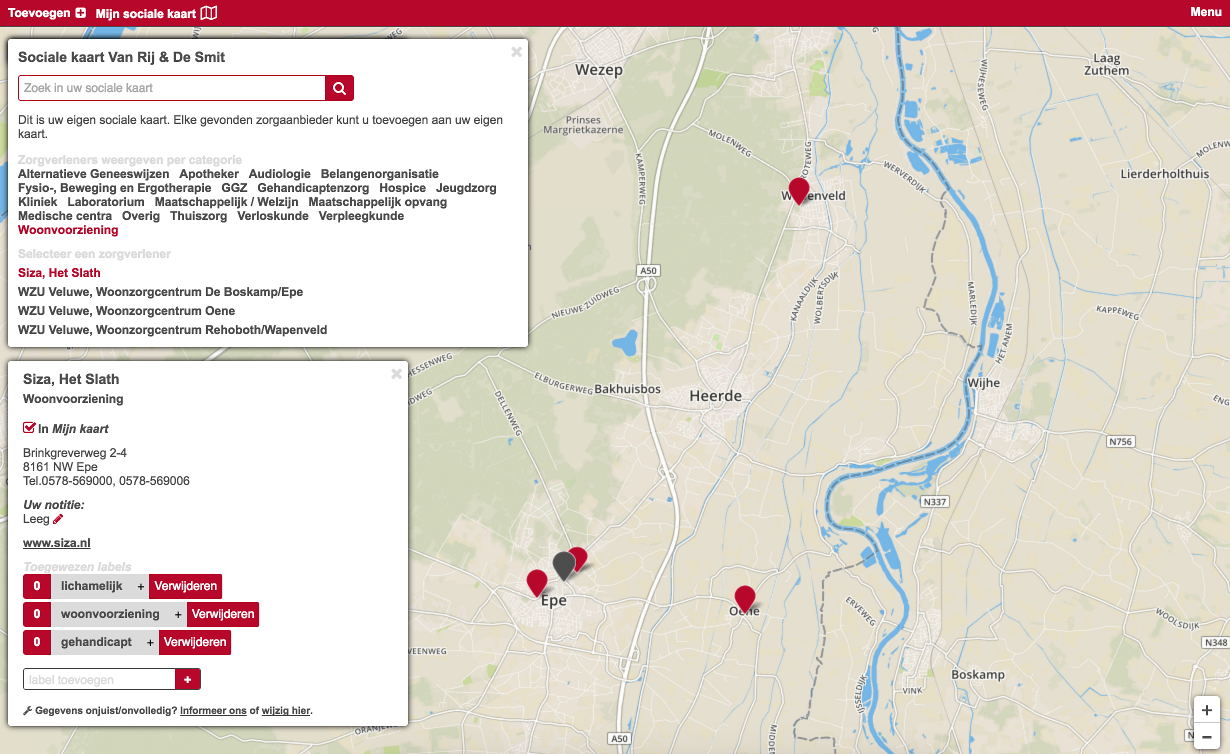 Toevoegen Mijn sociale kaart
Menu
Sociale kaart Van Rij & De Smit
Zoek in uw sociale kaart
Dit is uw eigen sociale kaart. Elke gevonden zorgaanbieder kunt u toevoegen aan uw eigen
kaart.
Zorgverleners weergeven per categorie
Alternatieve Geneeswijzen Apotheker Audiologie Belangenorganisatie
Fysio-, Beweging en Ergotherapie GGZ Gehandicaptenzorg Hospice Jeugdzorg
Kliniek Laboratorium Maatschappelijk / Welzijn Maatschappelijk opvang
Medische centra Overig Thuiszorg Verloskunde Verpleegkunde
Woonvoorziening
Selecteer een zorgverlener
Siza, Het Slath
WZU Veluwe, Woonzorgcentrum De Boskamp/Epe
WZU Veluwe, Woonzorgcentrum Oene
WZU Veluwe, Woonzorgcentrum Rehoboth/Wapenveld
Siza, Het Slath
Woonvoorziening
In Mijn kaart
Brinkgreverweg 2-4
8161 NW Epe
Tel.0578-569000, 0578-569006
Uw notitie:
Leeg
www.siza.nl
Toegewezen labels
0 lichamelijk + Verwijderen
0 woonvoorziening + Verwijderen
0 gehandicapt + Verwijderen
label toevoegen +
Gegevens onjuist/onvolledig? Informeer ons of wijzig hier.
Wezep
Laag
Zuthem
WIJHESEWEG
Prinses
Margrietkazerne
MOLENWEG
KAMPERWEG
WERVERDIJK
Lierderholthuis
A50
KANAALDIJK
WOLBERTSDIJK
NIEUWE ZUIDWEG
MARLEDIJK
KAPPEWEG
HET ANEM
ELBURGERWEG
Bakhuisbos
Heerde
Wijhe
DELLENWEG
N756
N337
Epe
Oene
ERVEWEG
WOOLSDIJK
N348
Boskamp
VINK
IJSSELDIJK
A50
+
−